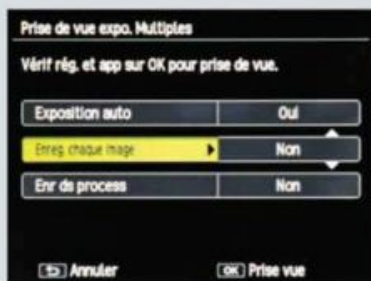 Prise de vue expo. Multiples
Vérif rég. et app sur OK pour prise de vue.
Exposition auto Oui
Enreg. chaque image Non
Enr ds process Non
Annuler OK Prise vue